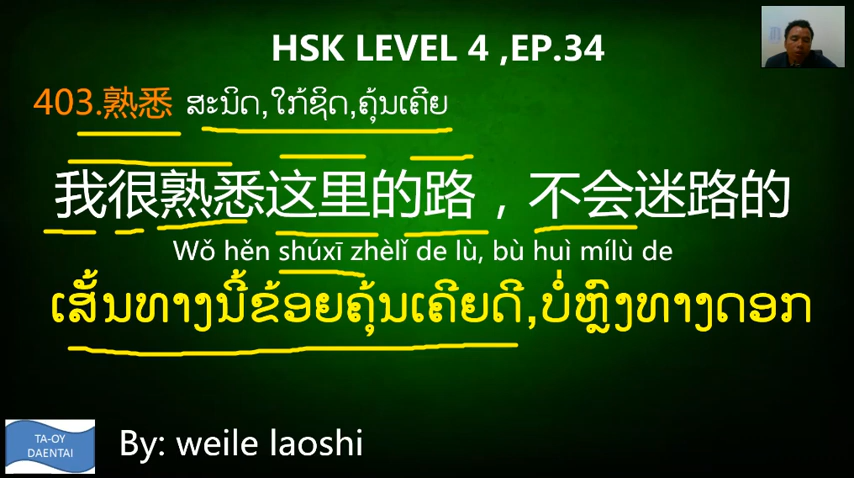 HSK LEVEL 4 ,EP.34
403.熟悉 ສະນິດ,ໃກ້ຊິດ,ຄຸ້ນເຄີຍ
我很熟悉这里的路，不会迷路的
Wǒ hěn shúxī zhèlǐ de lù, bù huì mílù de
ເສັ້ນທາງນີ້ຂ້ອຍຄຸ້ນເຄີຍດີ,ບໍ່ຫຼົງທາງດອກ
TA-OY
DAENTAI
By: weile laoshi